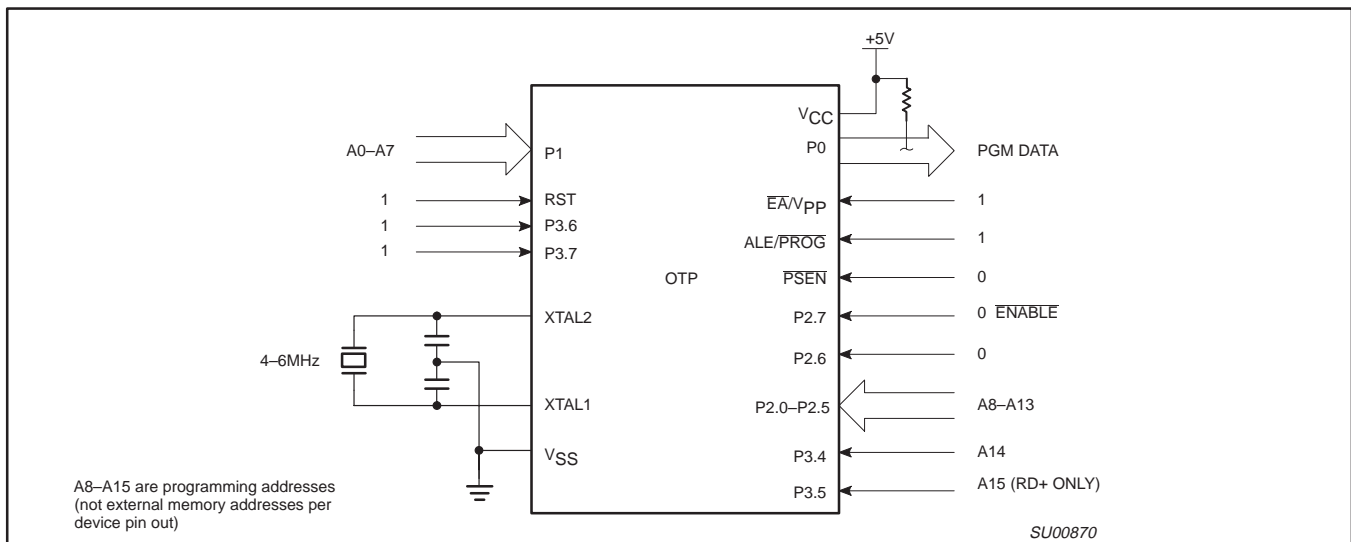 +5V
VCC
A0–A7
P1
P0
PGM DATA
1
RST
EA/VPP
1
1
P3.6
ALE/PROG
1
1
P3.7
OTP
PSEN
0
XTAL2
P2.7
0 ENABLE
4–6MHz
P2.6
0
XTAL1
P2.0–P2.5
A8–A13
VSS
P3.4
A14
P3.5
A15 (RD+ ONLY)
A8–A15 are programming addresses
(not external memory addresses per
device pin out)
SU00870